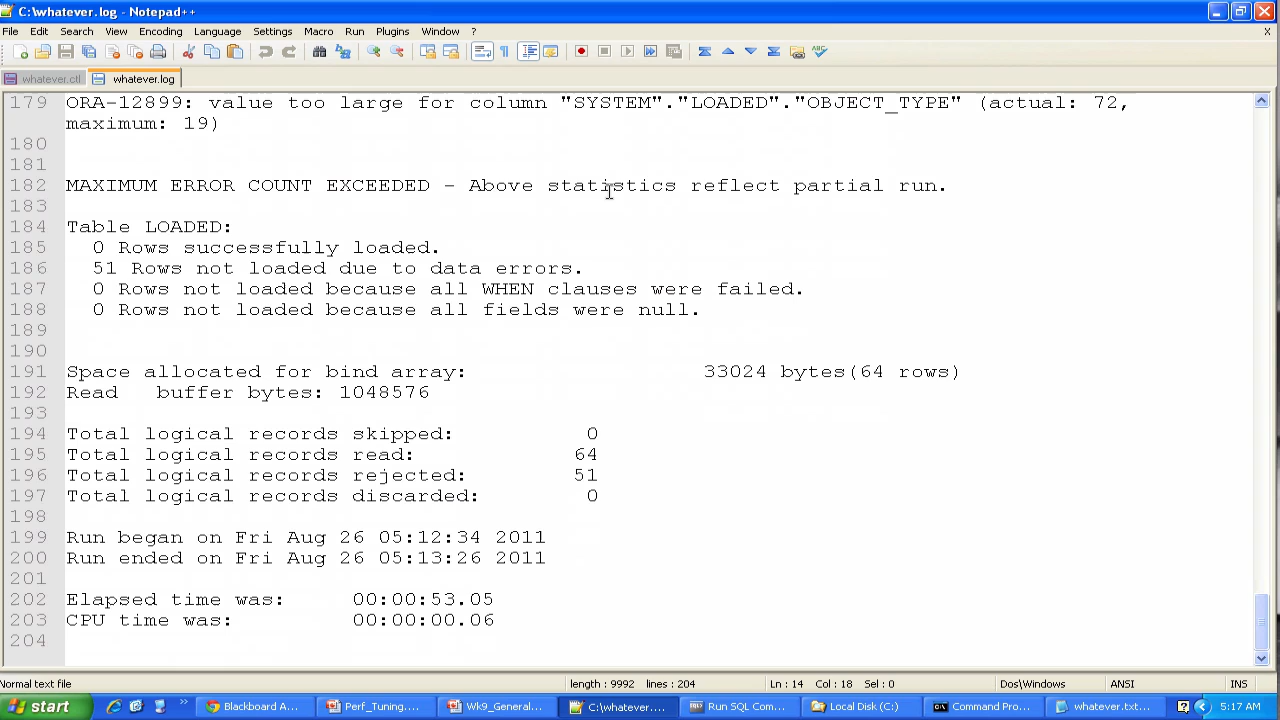 C:\whatever.log - Notepad++
File Edit Search View Encoding Language Settings Macro Run Plugins Window ? X
whatever.ctl whatever.log
179 ORA-12899: value too large for column "SYSTEM"."LOADED"."OBJECT_TYPE" (actual: 72,
maximum: 19)
180
181
182 MAXIMUM ERROR COUNT EXCEEDED - Above statistics reflect partial run.
183
184 Table LOADED:
185 0 Rows successfully loaded.
186 51 Rows not loaded due to data errors.
187 0 Rows not loaded because all WHEN clauses were failed.
188 0 Rows not loaded because all fields were null.
189
190
191 Space allocated for bind array: 33024 bytes(64 rows)
192 Read buffer bytes: 1048576
193
194 Total logical records skipped: 0
195 Total logical records read: 64
196 Total logical records rejected: 51
197 Total logical records discarded: 0
198
199 Run began on Fri Aug 26 05:12:34 2011
200 Run ended on Fri Aug 26 05:13:26 2011
201
202 Elapsed time was: 00:00:53.05
203 CPU time was: 00:00:00.06
204
Normal text file length : 9992 lines : 204 Ln : 14 Col : 18 Sel : 0 Dos\Windows ANSI INS
start Blackboard A... Perf_Tuning.... Wk9_General... C:\whatever.... Run SQL Com... Local Disk (C:) Command Pro... whatever.txt... 5:17 AM